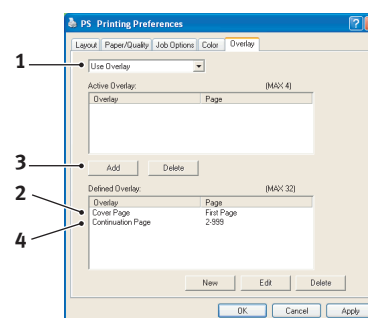 PS Printing Preferences ?
Layout Paper/Quality Job Options Color Overlay
1
Use Overlay
Active Overlay: (MAX 4)
Overlay Page
3
Add Delete
Defined Overlay: (MAX 32)
2
Overlay Page
Cover Page First Page
4
Continuation Page 2-999
New Edit Delete
OK Cancel Apply